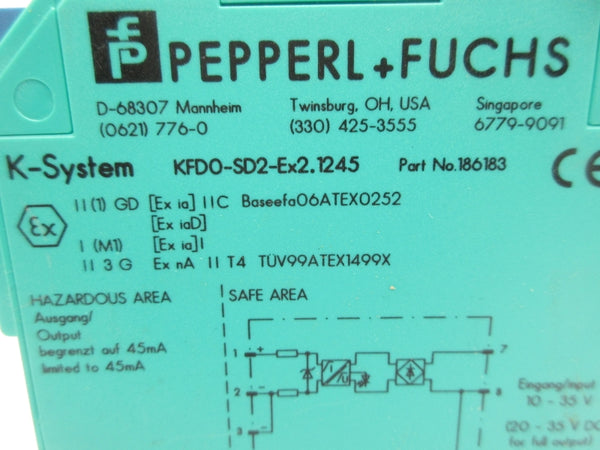 PEPPERL+FUCHS
D-68307 Mannheim Twinsburg, OH, USA Singapore
(0621) 776-0 (330) 425-3555 6779-9091
K-System KFD0-SD2-Ex2.1245 Part No.186183 CE
Ex II(1) GD [Ex ia] IIC Baseefa06ATEX0252
[Ex iaD]
I (M1) [Ex ia]I
II 3 G Ex nA II T4 TÜV99ATEX1499X
HAZARDOUS AREA SAFE AREA
Ausgang/
Output
begrenzt auf 45mA
limited to 45mA
1 + 7
I
U
2 - 8
Eingang/Input
10 - 35 V
3
(20 - 35 V DC
for full output)